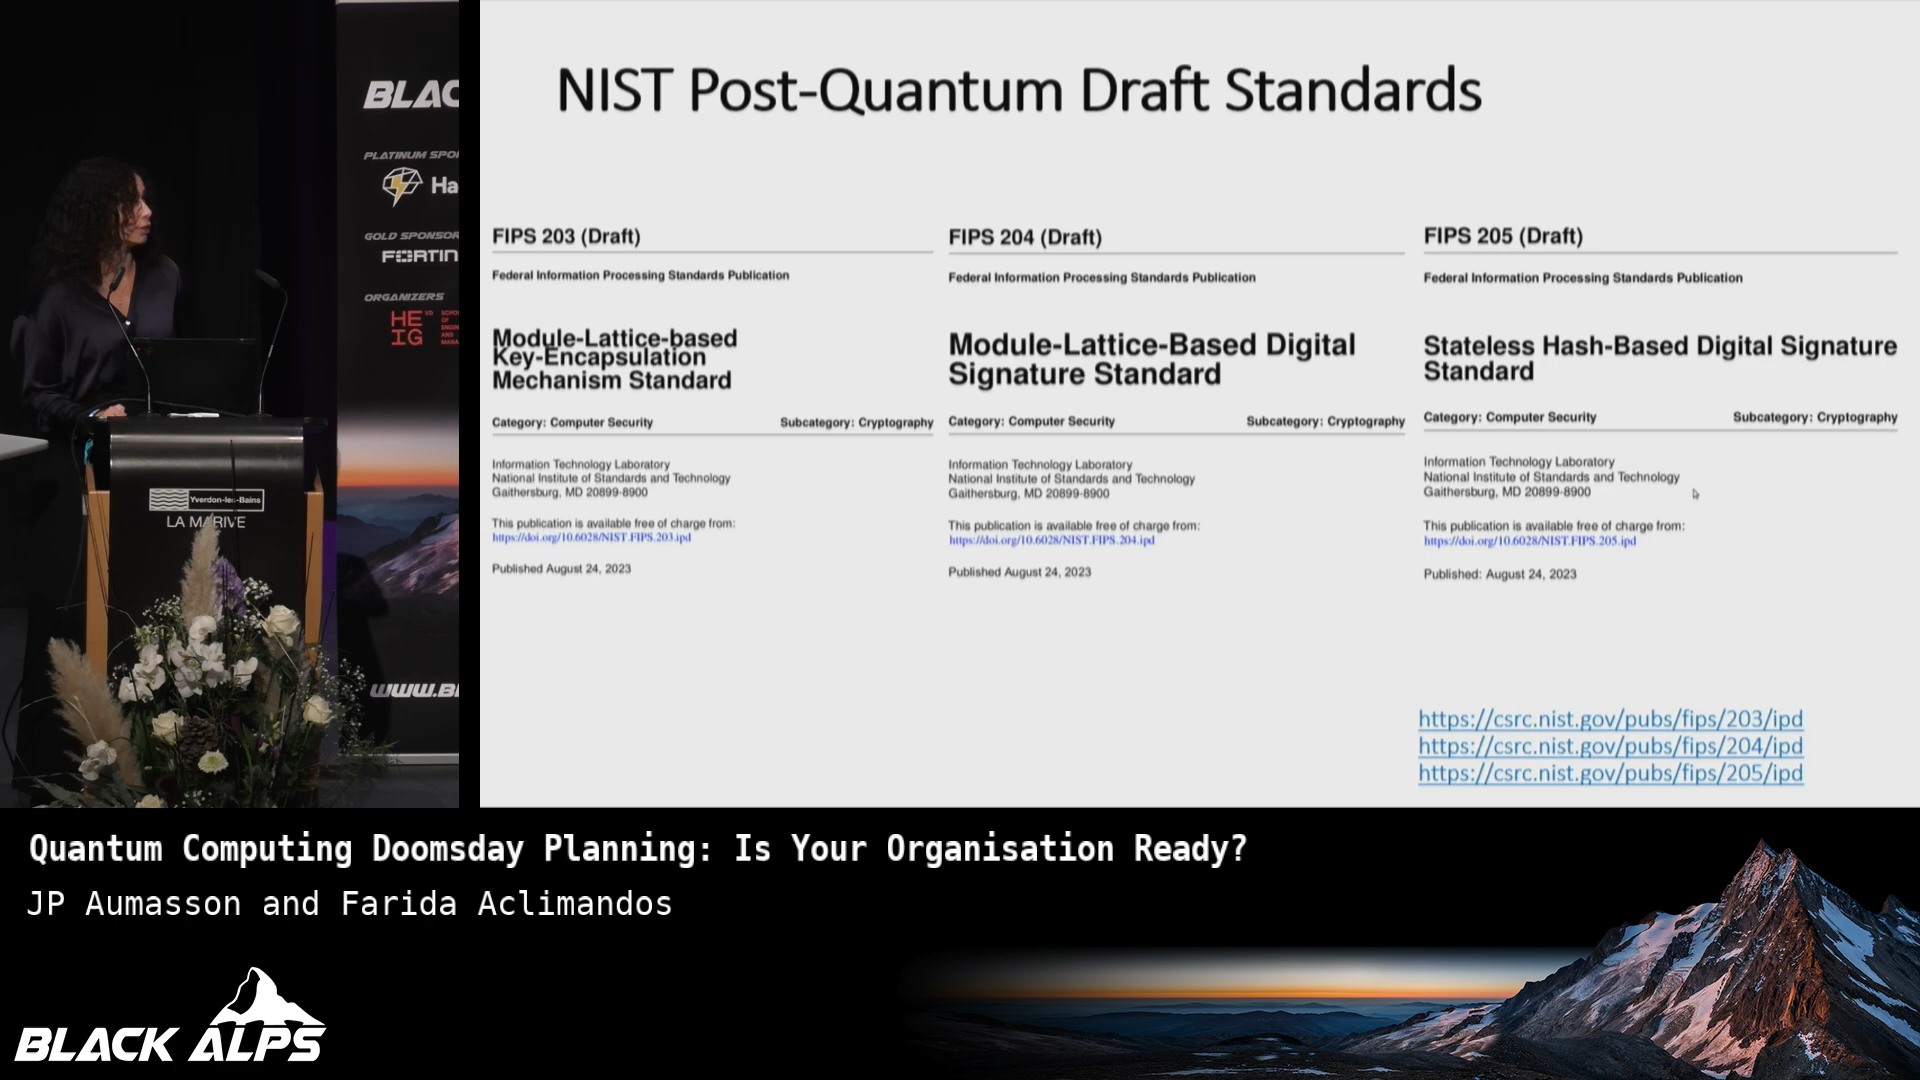 BLAC
PLATINUM SPO
Ha
GOLD SPONSOR
FORTIN
ORGANIZERS
HE VD
IG
Yverdon-les-Bains
LA MARIVE
WWW.BL
NIST Post-Quantum Draft Standards
FIPS 203 (Draft)
Federal Information Processing Standards Publication
Module-Lattice-based
Key-Encapsulation
Mechanism Standard
Category: Computer Security Subcategory: Cryptography
Information Technology Laboratory
National Institute of Standards and Technology
Gaithersburg, MD 20899-8900
This publication is available free of charge from:
https://doi.org/10.6028/NIST.FIPS.203.ipd
Published August 24, 2023
FIPS 204 (Draft)
Federal Information Processing Standards Publication
Module-Lattice-Based Digital
Signature Standard
Category: Computer Security Subcategory: Cryptography
Information Technology Laboratory
National Institute of Standards and Technology
Gaithersburg, MD 20899-8900
This publication is available free of charge from:
https://doi.org/10.6028/NIST.FIPS.204.ipd
Published August 24, 2023
FIPS 205 (Draft)
Federal Information Processing Standards Publication
Stateless Hash-Based Digital Signature
Standard
Category: Computer Security Subcategory: Cryptography
Information Technology Laboratory
National Institute of Standards and Technology
Gaithersburg, MD 20899-8900
This publication is available free of charge from:
https://doi.org/10.6028/NIST.FIPS.205.ipd
Published: August 24, 2023
https://csrc.nist.gov/pubs/fips/203/ipd
https://csrc.nist.gov/pubs/fips/204/ipd
https://csrc.nist.gov/pubs/fips/205/ipd
Quantum Computing Doomsday Planning: Is Your Organisation Ready?
JP Aumasson and Farida Aclimandos
BLACK ALPS